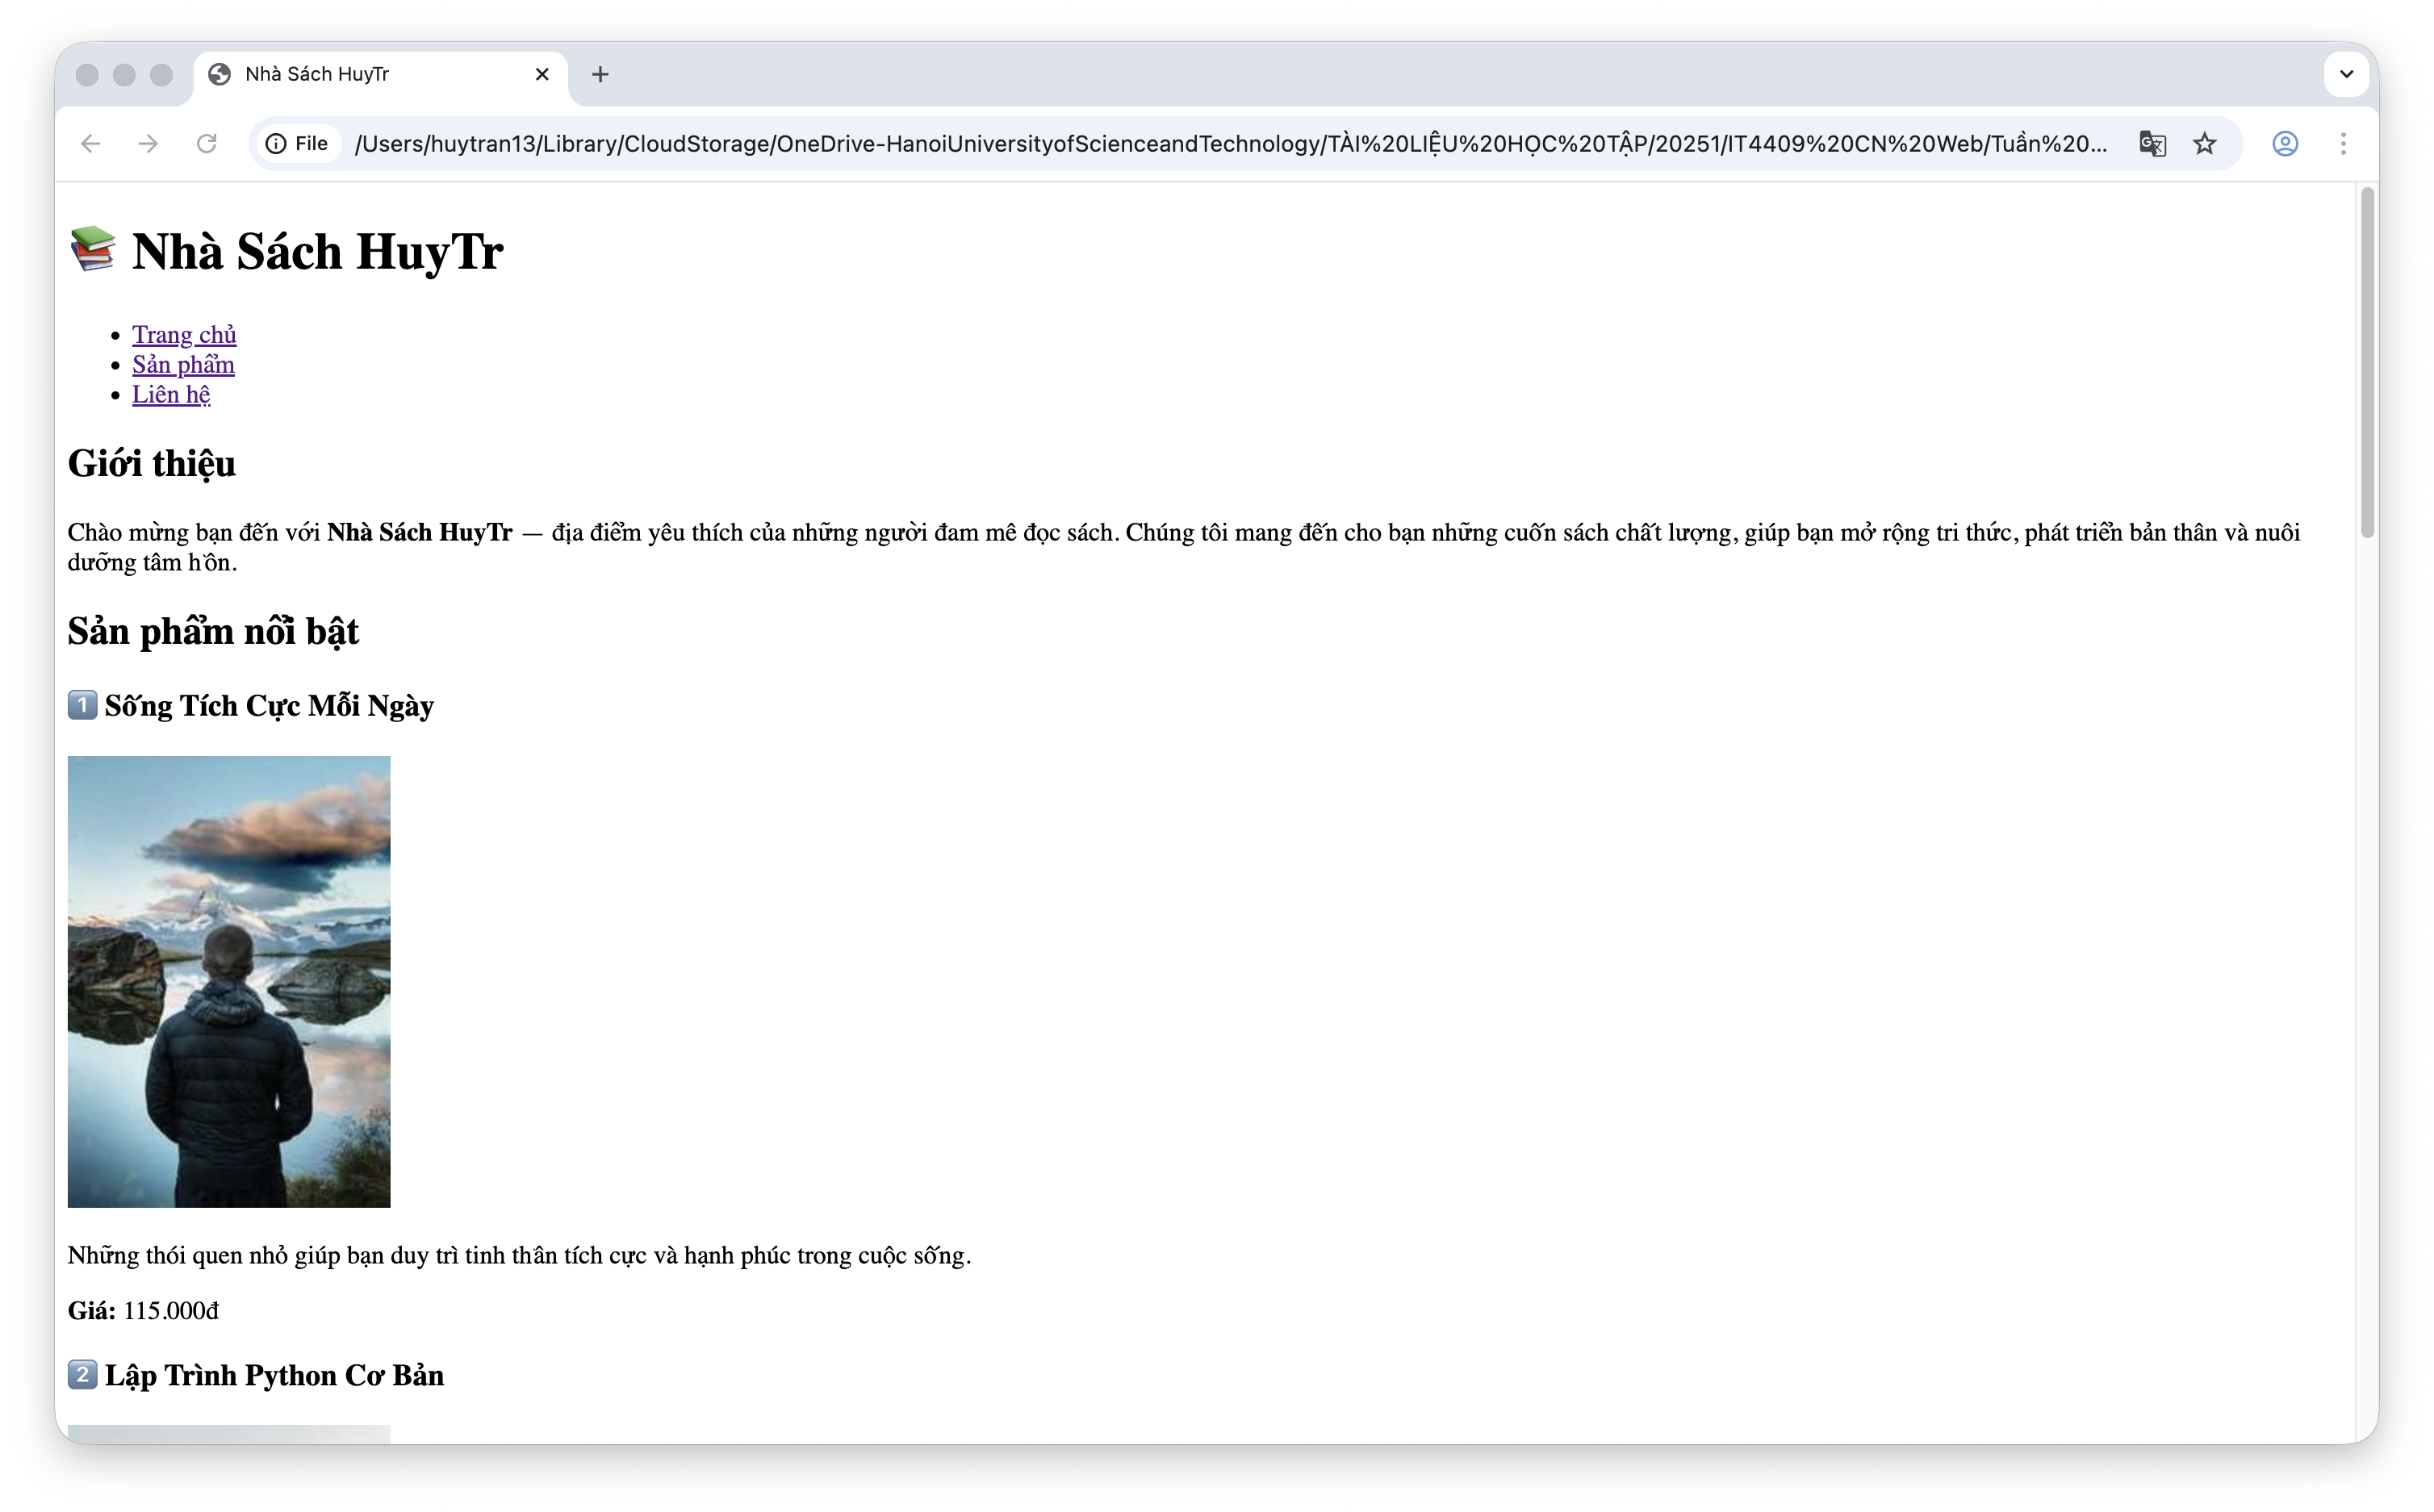 Nhà Sách HuyTr
File /Users/huytran13/Library/CloudStorage/OneDrive-HanoiUniversityofScienceandTechnology/TÀI%20LIỆU%20HỌC%20TẬP/20251/IT4409%20CN%20Web/Tuần%20...
📚 Nhà Sách HuyTr
• Trang chủ
• Sản phẩm
• Liên hệ
Giới thiệu
Chào mừng bạn đến với Nhà Sách HuyTr — địa điểm yêu thích của những người đam mê đọc sách. Chúng tôi mang đến cho bạn những cuốn sách chất lượng, giúp bạn mở rộng tri thức, phát triển bản thân và nuôi
dưỡng tâm hồn.
Sản phẩm nổi bật
1️⃣ Sống Tích Cực Mỗi Ngày
Những thói quen nhỏ giúp bạn duy trì tinh thần tích cực và hạnh phúc trong cuộc sống.
Giá: 115.000đ
2️⃣ Lập Trình Python Cơ Bản